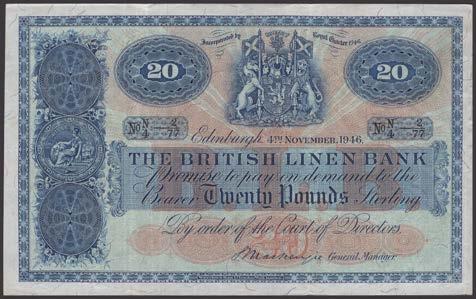 Incorporated by Royal Charter 1746.
20 20
No N/4 2/77 No N/4 2/77
Edinburgh, 4TH NOVEMBER, 1946.
THE BRITISH LINEN BANK
Promise to pay on demand to the
Bearer Twenty Pounds Sterling
By order of the Court of Directors.
General Manager.